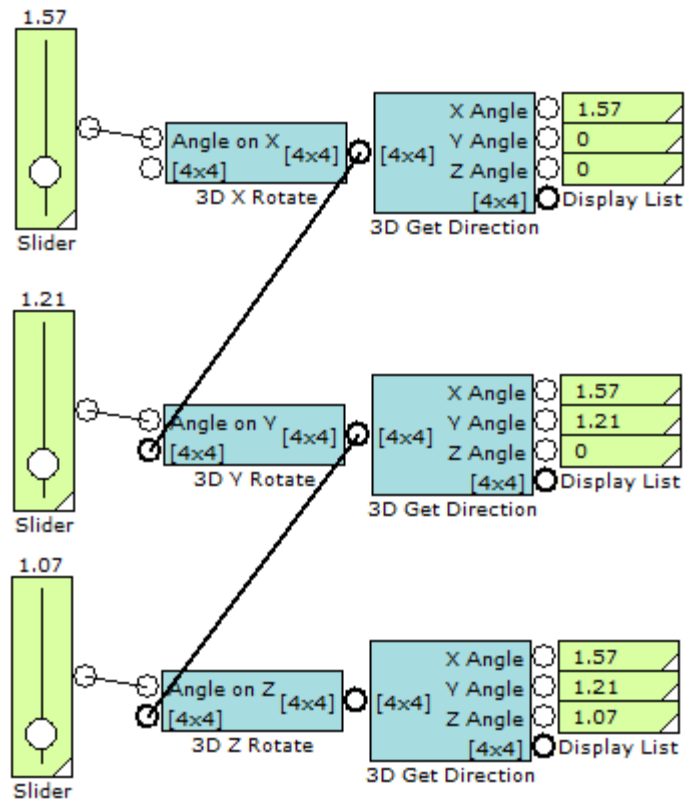 1.57
X Angle 1.57
Angle on X [4x4] [4x4] Y Angle 0
[4x4] Z Angle 0
3D X Rotate [4x4] Display List
3D Get Direction
Slider
1.21
X Angle 1.57
Angle on Y [4x4] [4x4] Y Angle 1.21
[4x4] Z Angle 0
3D Y Rotate [4x4] Display List
3D Get Direction
Slider
1.07
X Angle 1.57
Angle on Z [4x4] [4x4] Y Angle 1.21
[4x4] Z Angle 1.07
3D Z Rotate [4x4] Display List
3D Get Direction
Slider